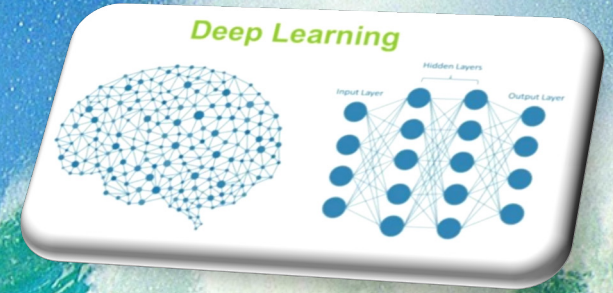 Deep Learning
Hidden Layers
Input Layer
Output Layer